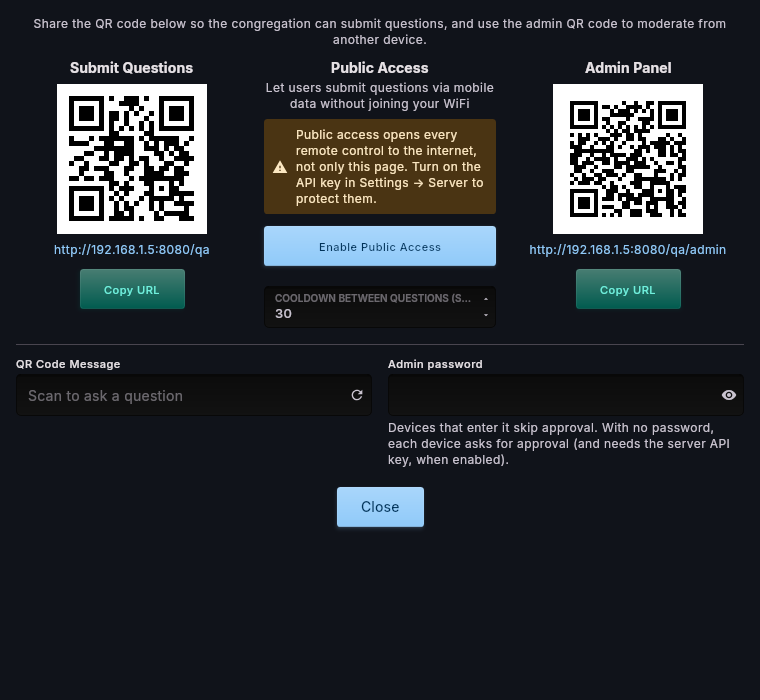 Share the QR code below so the congregation can submit questions, and use the admin QR code to moderate from
another device.
Submit Questions
http://192.168.1.5:8080/qa
Copy URL
Public Access
Let users submit questions via mobile
data without joining your WiFi
Public access opens every
remote control to the internet,
not only this page. Turn on the
API key in Settings → Server to
protect them.
Enable Public Access
COOLDOWN BETWEEN QUESTIONS (S...
30
Admin Panel
http://192.168.1.5:8080/qa/admin
Copy URL
QR Code Message
Scan to ask a question
Admin password
Devices that enter it skip approval. With no password,
each device asks for approval (and needs the server API
key, when enabled).
Close